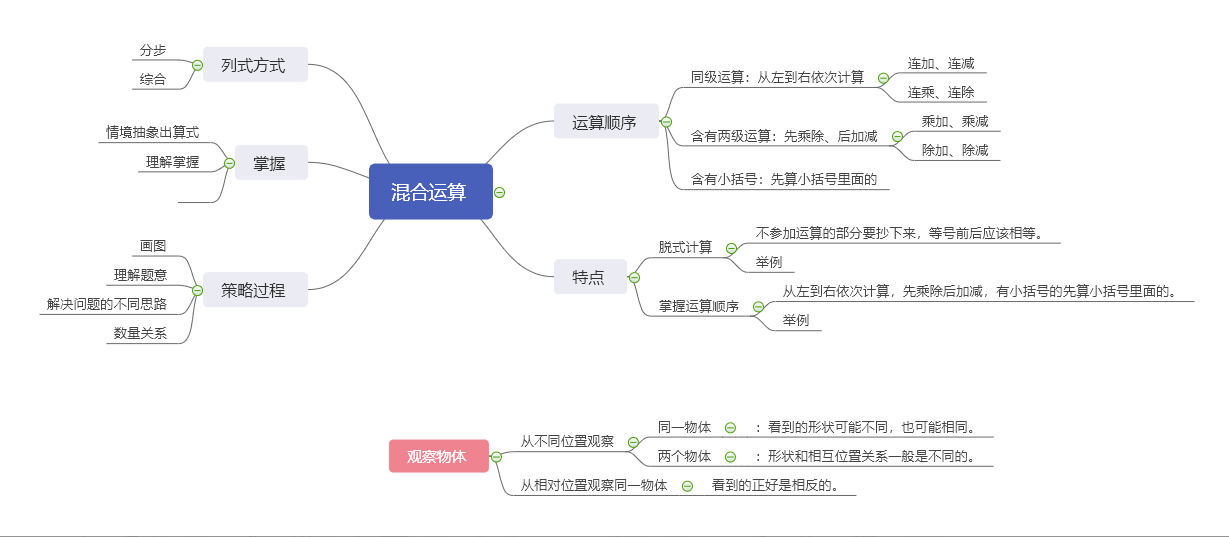 混合运算
列式方式
分步
综合
掌握
情境抽象出算式
理解掌握
策略过程
画图
理解题意
解决问题的不同思路
数量关系
运算顺序
同级运算：从左到右依次计算
连加、连减
连乘、连除
含有两级运算：先乘除、后加减
乘加、乘减
除加、除减
含有小括号：先算小括号里面的
特点
脱式计算
不参加运算的部分要抄下来，等号前后应该相等。
举例
掌握运算顺序
从左到右依次计算，先乘除后加减，有小括号的先算小括号里面的。
举例
观察物体
从不同位置观察
同一物体
：看到的形状可能不同，也可能相同。
两个物体
：形状和相互位置关系一般是不同的。
从相对位置观察同一物体
看到的正好是相反的。